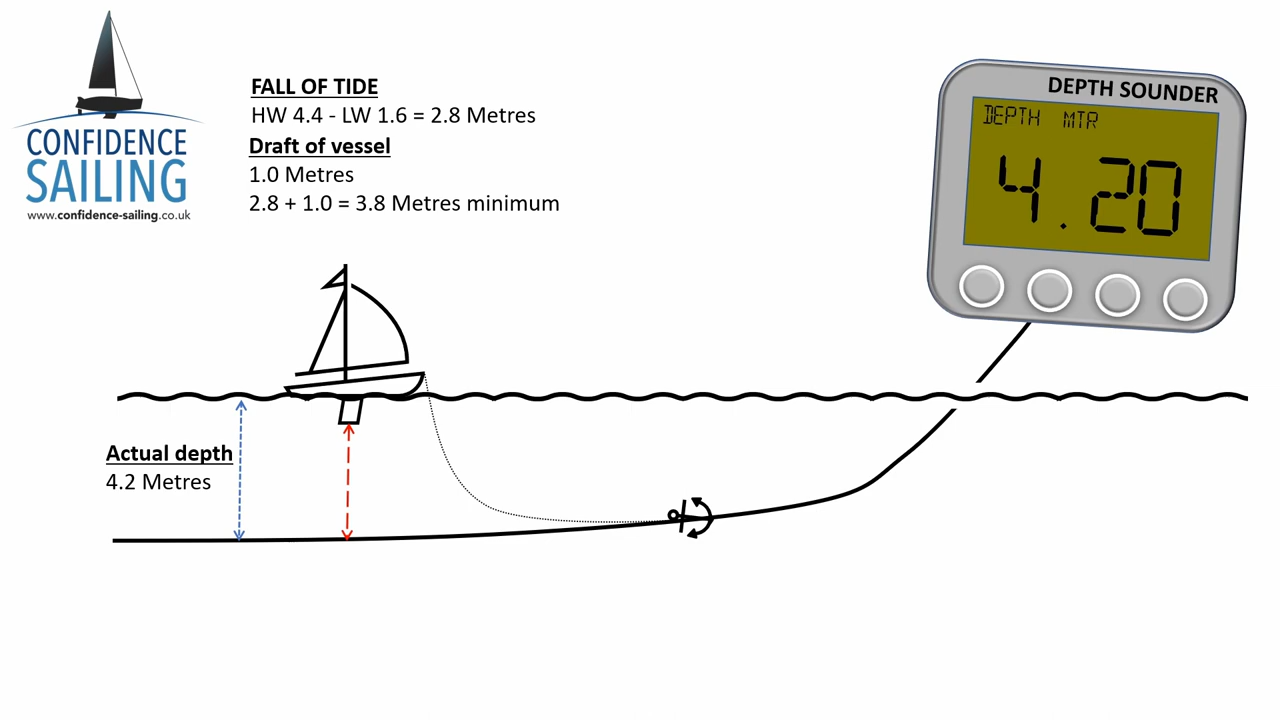 CONFIDENCE
SAILING
www.confidence-sailing.co.uk
FALL OF TIDE
HW 4.4 - LW 1.6 = 2.8 Metres
Draft of vessel
1.0 Metres
2.8 + 1.0 = 3.8 Metres minimum
DEPTH SOUNDER
DEPTH MTR
4.20
Actual depth
4.2 Metres